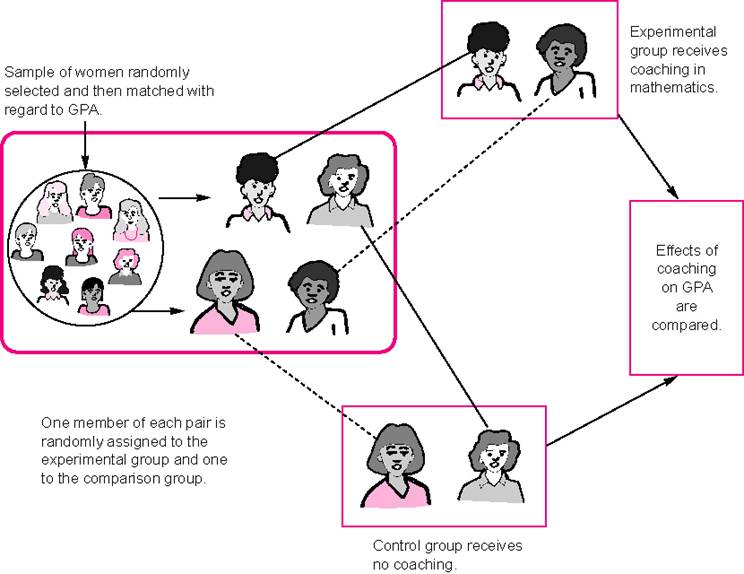 Sample of women randomly
selected and then matched with
regard to GPA.
Experimental
group receives
coaching in
mathematics.
Effects of
coaching
on GPA
are
compared.
One member of each pair is
randomly assigned to the
experimental group and one
to the comparison group.
Control group receives
no coaching.